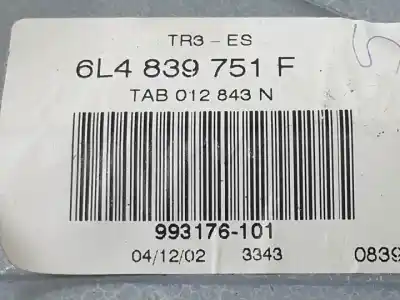 TR3 - ES
6L4 839 751 F
TAB 012 843 N
993176-101
04/12/02 3343 0839